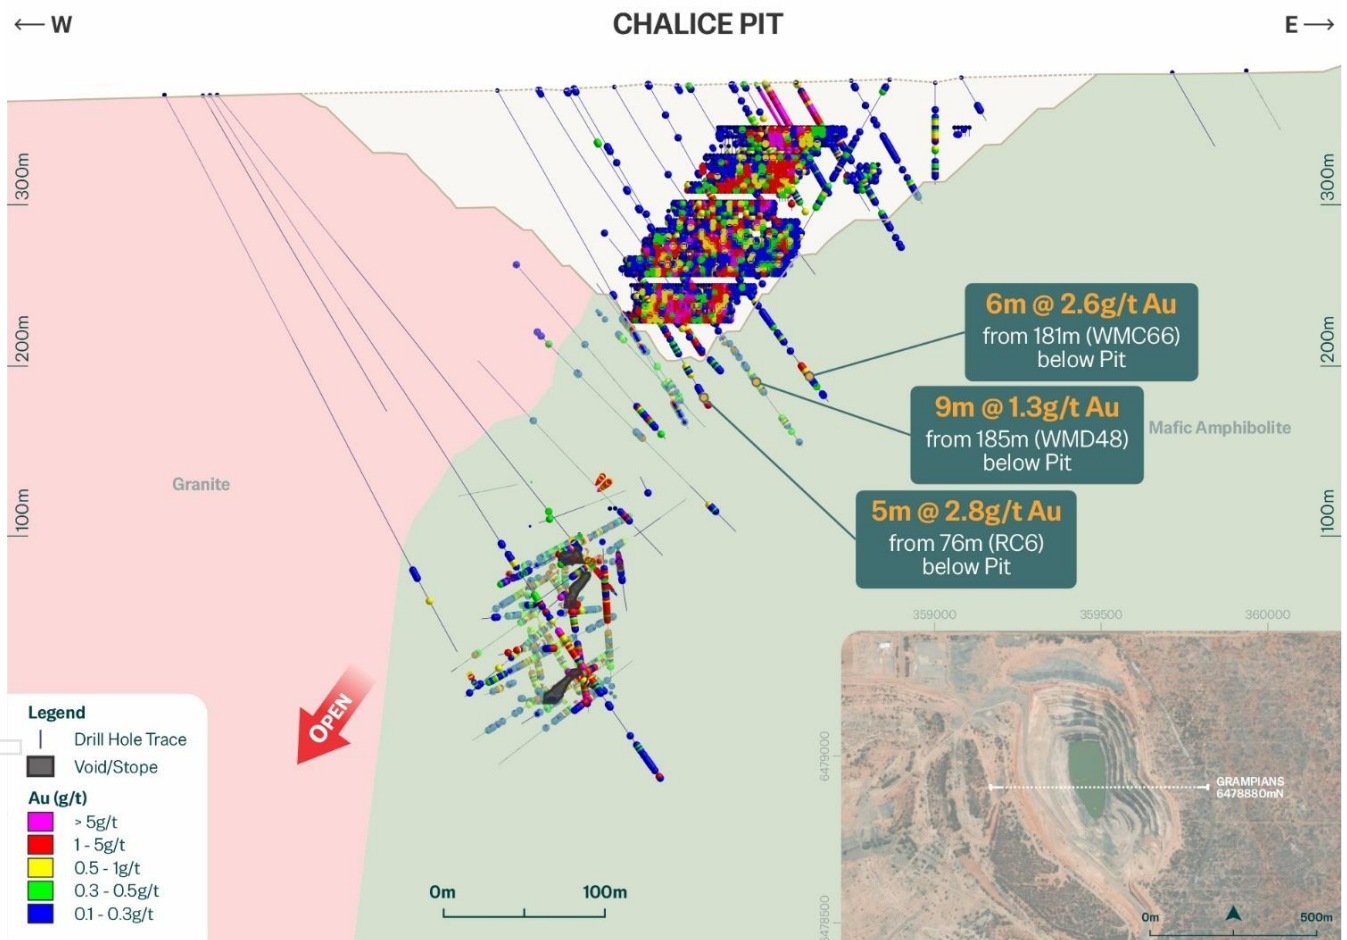 ← W
CHALICE PIT
E →
300m
200m
100m
300m
200m
100m
6m @ 2.6g/t Au
from 181m (WMC66)
below Pit
9m @ 1.3g/t Au
from 185m (WMD48)
below Pit
Mafic Amphibolite
Granite
5m @ 2.8g/t Au
from 76m (RC6)
below Pit
OPEN
Legend
Drill Hole Trace
Void/Stope
Au (g/t)
> 5g/t
1 - 5g/t
0.5 - 1g/t
0.3 - 0.5g/t
0.1 - 0.3g/t
0m 100m
359000 359500 360000
6479000
6478500
GRAMPIANS
6478880mN
0m 500m